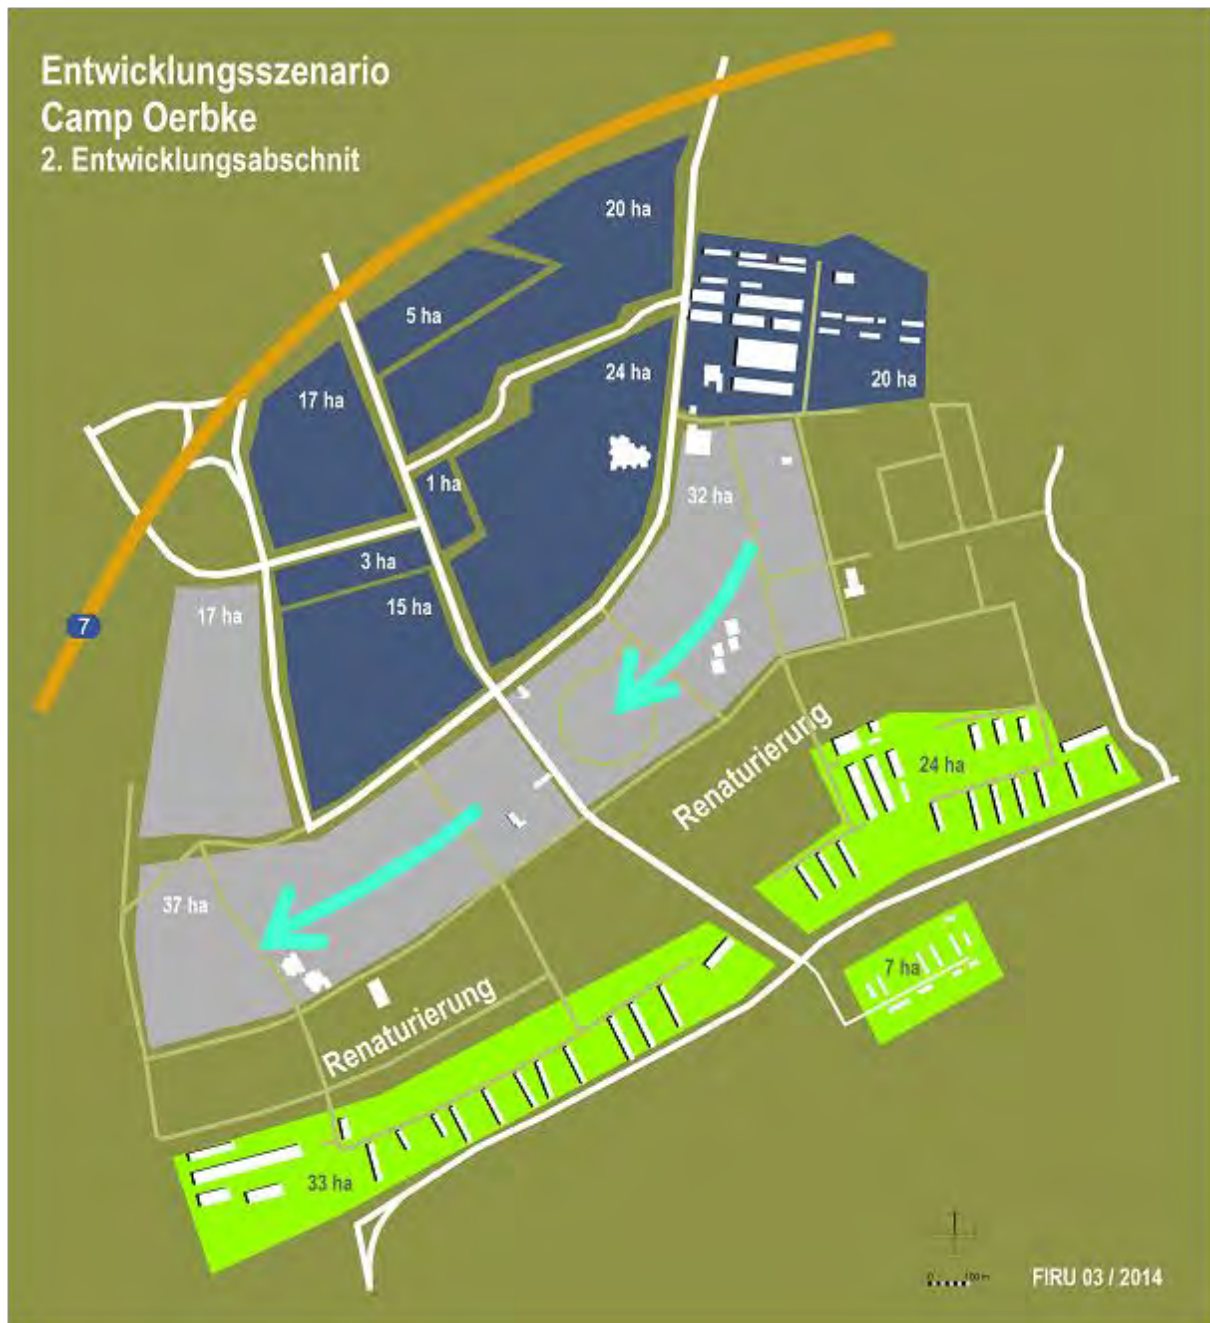 Entwicklungsszenario
Camp Oerbke
2. Entwicklungsabschnit
20 ha
5 ha
17 ha
24 ha
20 ha
1 ha
32 ha
3 ha
15 ha
17 ha
7
Renaturierung
24 ha
37 ha
7 ha
Renaturierung
33 ha
0 100 m
FIRU 03 / 2014